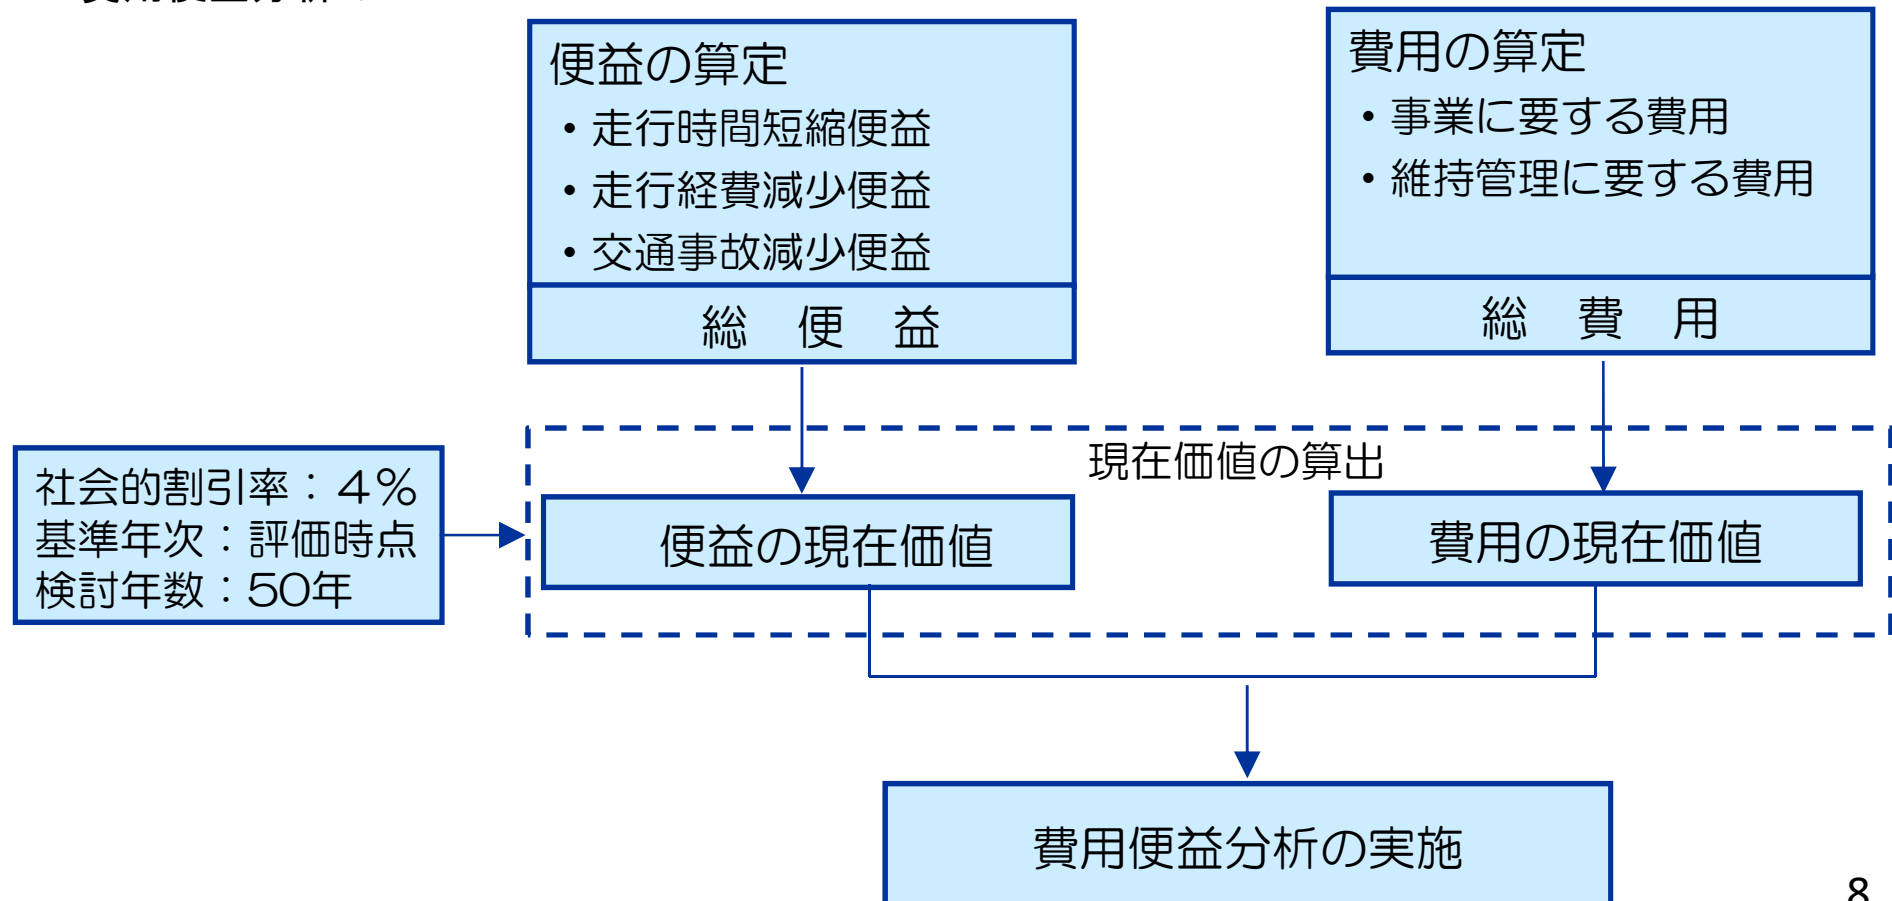 便益の算定
・走行時間短縮便益
・走行経費減少便益
・交通事故減少便益
総　便　益
費用の算定
・事業に要する費用
・維持管理に要する費用
総　費　用
現在価値の算出
社会的割引率：４％
基準年次：評価時点
検討年数：50年
便益の現在価値
費用の現在価値
費用便益分析の実施
8